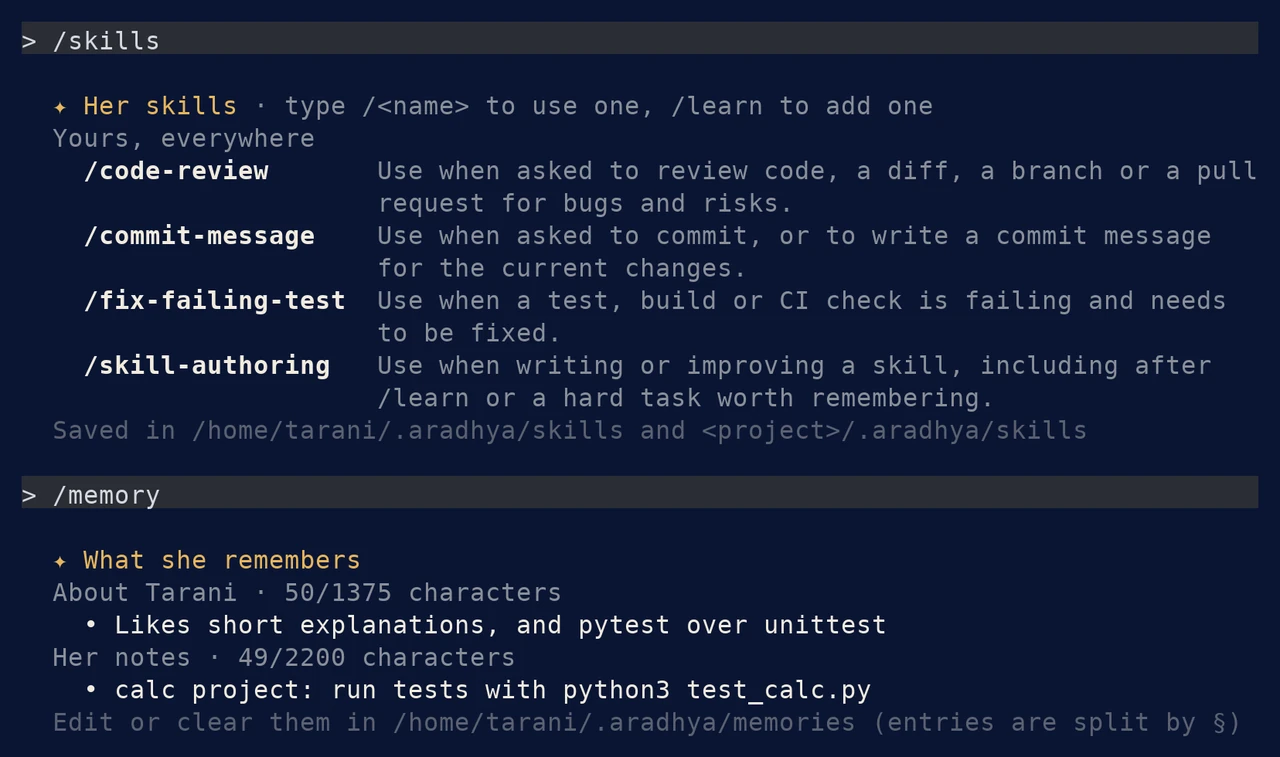 > /skills
✦ Her skills · type /<name> to use one, /learn to add one
Yours, everywhere
/code-review Use when asked to review code, a diff, a branch or a pull
request for bugs and risks.
/commit-message Use when asked to commit, or to write a commit message
for the current changes.
/fix-failing-test Use when a test, build or CI check is failing and needs
to be fixed.
/skill-authoring Use when writing or improving a skill, including after
/learn or a hard task worth remembering.
Saved in /home/tarani/.aradhya/skills and <project>/.aradhya/skills
> /memory
✦ What she remembers
About Tarani · 50/1375 characters
• Likes short explanations, and pytest over unittest
Her notes · 49/2200 characters
• calc project: run tests with python3 test_calc.py
Edit or clear them in /home/tarani/.aradhya/memories (entries are split by §)